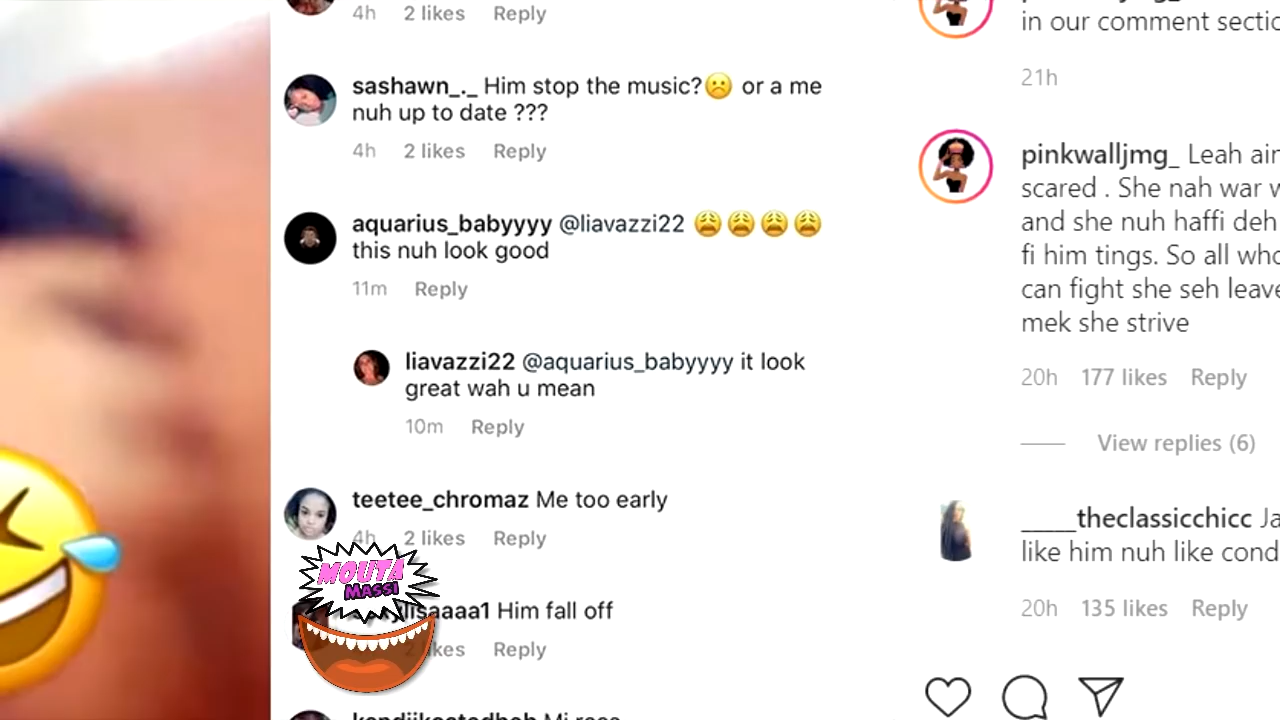 4h 2 likes Reply
sashawn_._ Him stop the music?☹️ or a me
nuh up to date ???
4h 2 likes Reply
aquarius_babyyyy @liavazzi22 😩😩😩😩
this nuh look good
11m Reply
liavazzi22 @aquarius_babyyyy it look
great wah u mean
10m Reply
teetee_chromaz Me too early
4h 2 likes Reply
MOUTA
MASSI
lisaaaa1 Him fall off
likes Reply
in our comment sectio
21h
pinkwalljmg_ Leah ain
scared . She nah war w
and she nuh haffi deh
fi him tings. So all who
can fight she seh leave
mek she strive
20h 177 likes Reply
View replies (6)
____theclassicchicc Ja
like him nuh like cond
20h 135 likes Reply